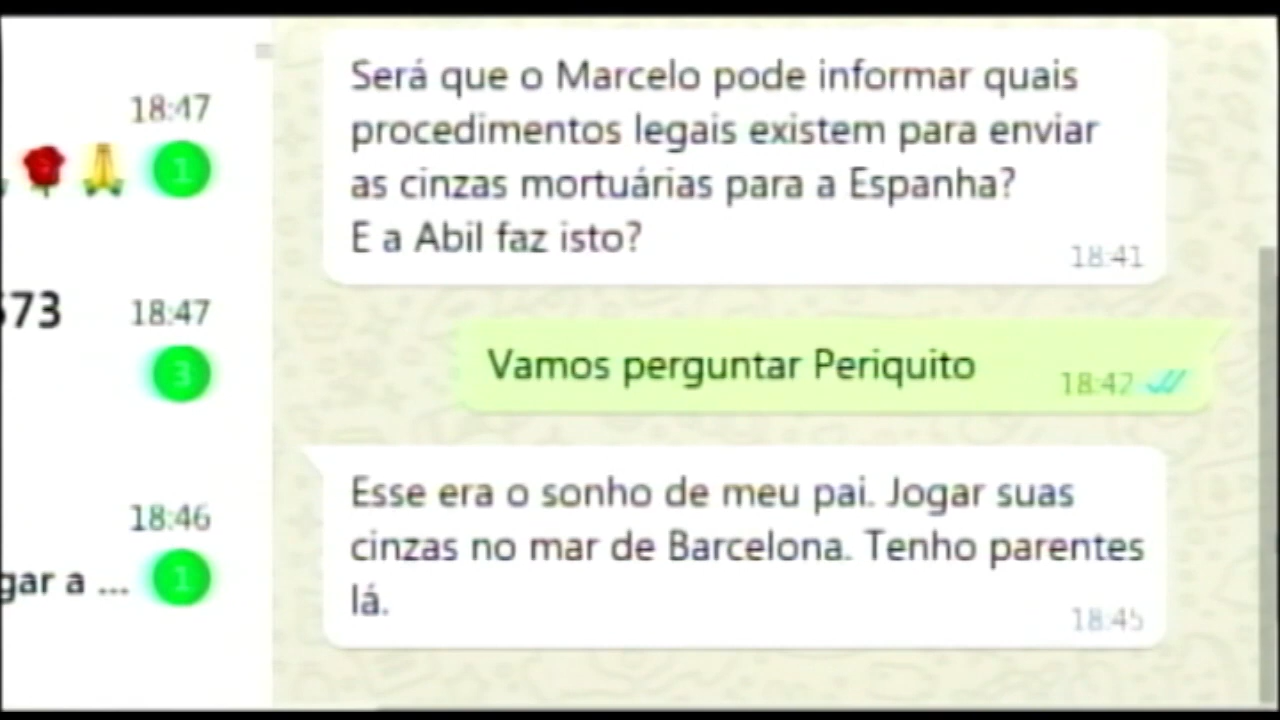 18:47
1
573
18:47
3
18:46
gar a ...
1
Será que o Marcelo pode informar quais
procedimentos legais existem para enviar
as cinzas mortuárias para a Espanha?
E a Abil faz isto?
18:41
Vamos perguntar Periquito
18:42
Esse era o sonho de meu pai. Jogar suas
cinzas no mar de Barcelona. Tenho parentes
lá.
18:45